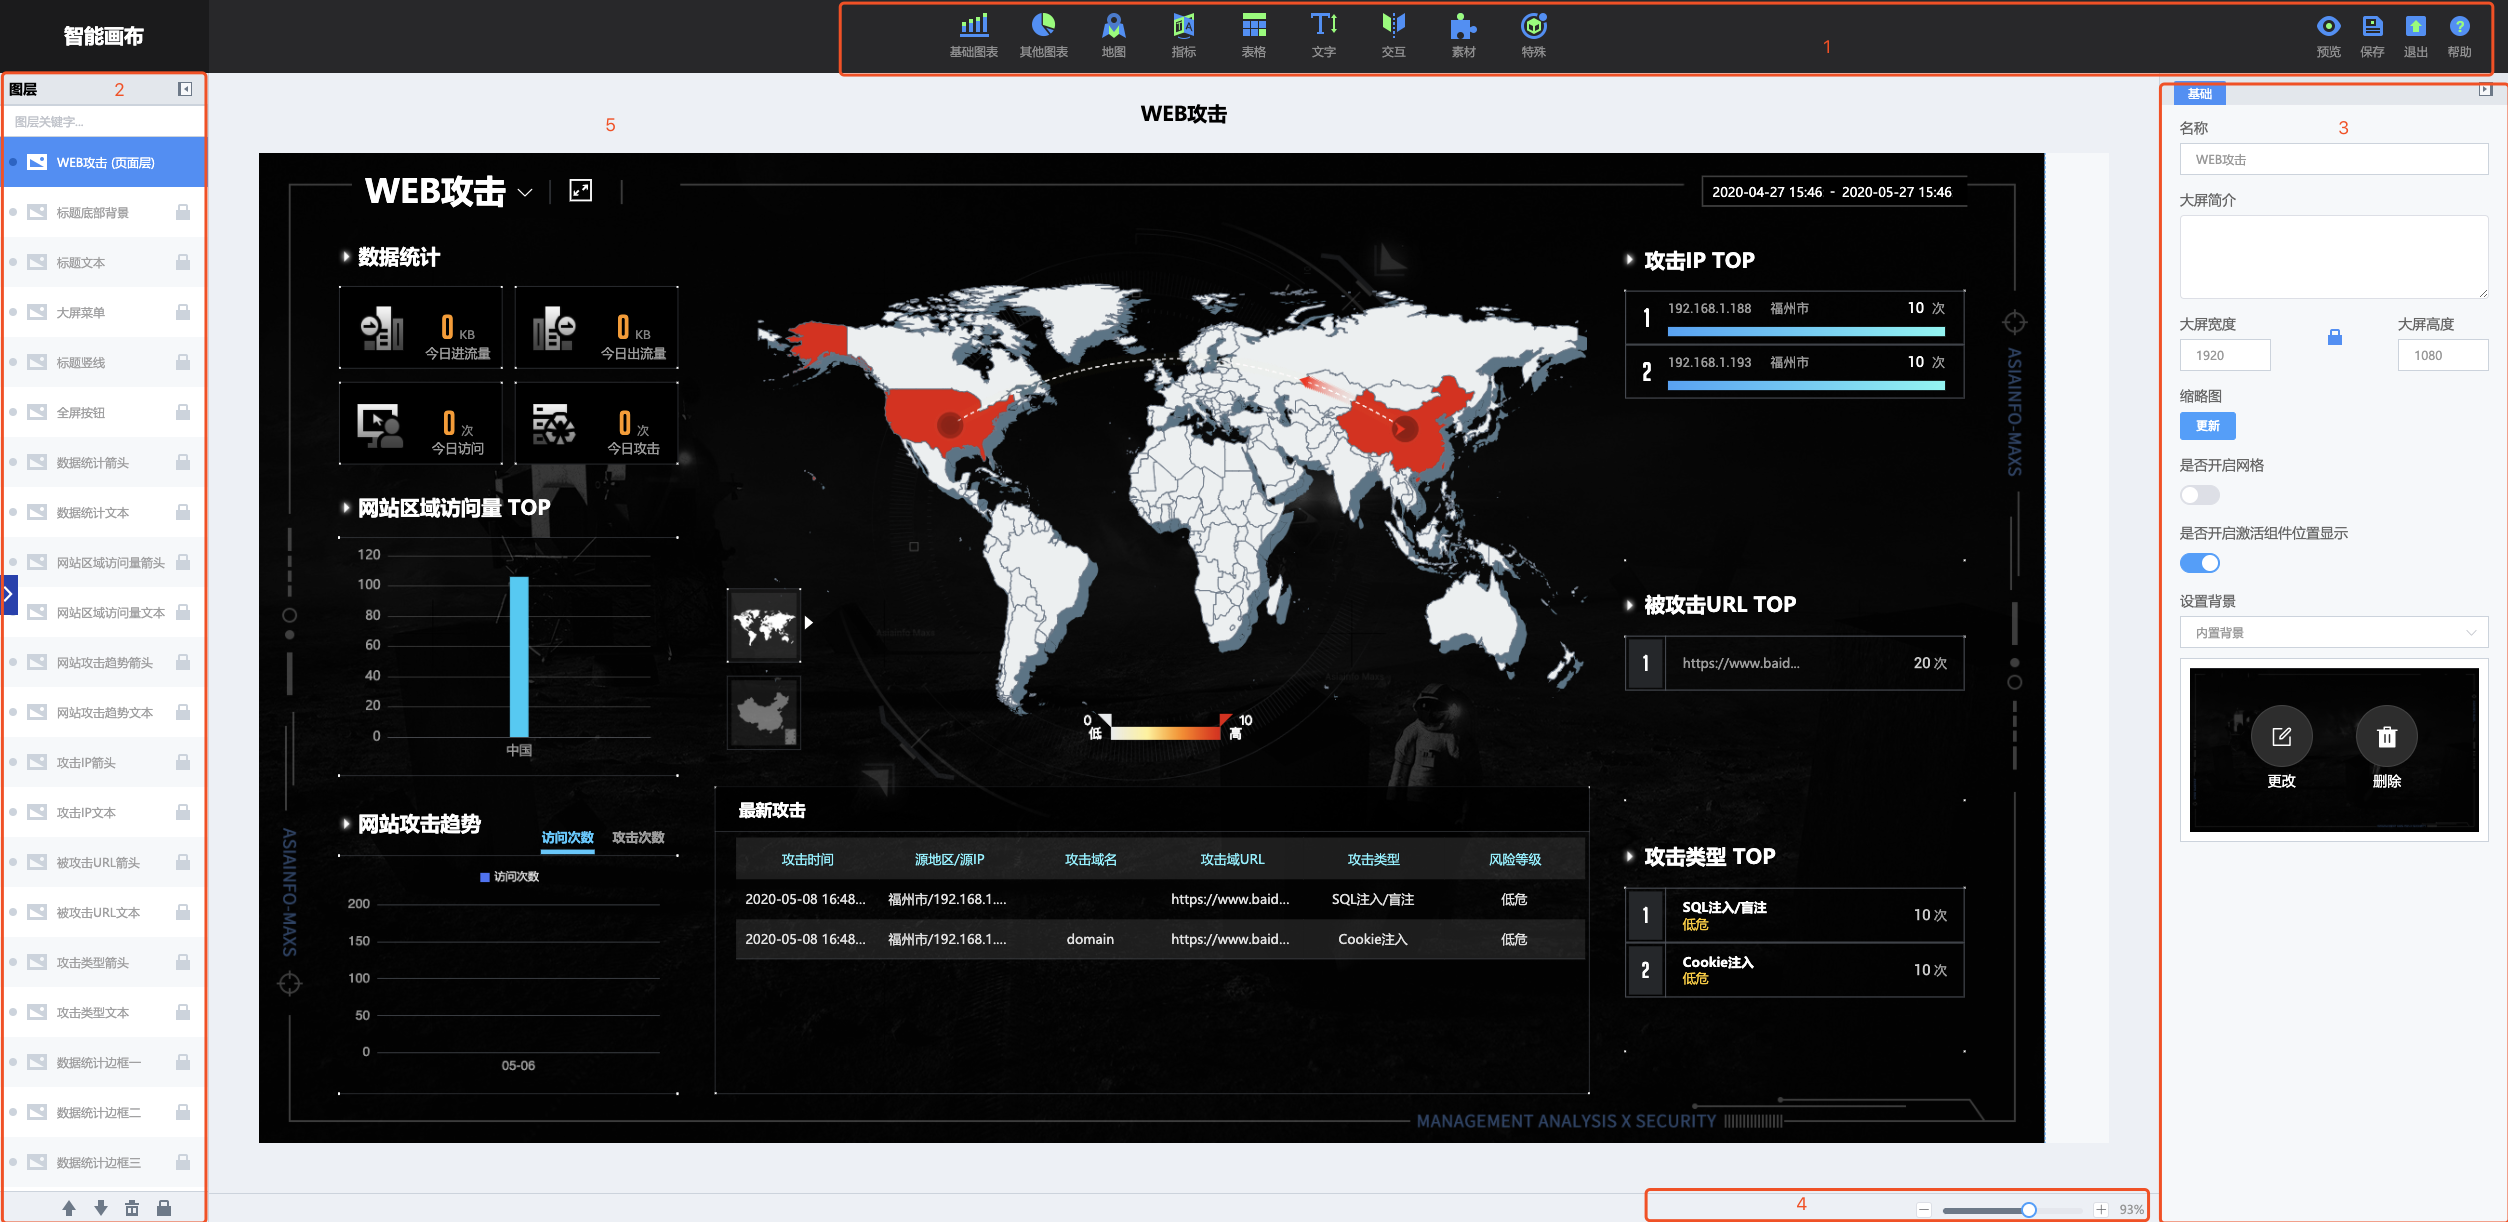 智能画布
基础图表
其他图表
地图
指标
表格
文字
交互
素材
特殊
1
预览
保存
退出
帮助
图层
2
图层关键字...
WEB攻击 (页面层)
标题底部背景
标题文本
大屏菜单
标题竖线
全屏按钮
数据统计箭头
数据统计文本
网站区域访问量箭头
网站区域访问量文本
网站攻击趋势箭头
网站攻击趋势文本
攻击IP箭头
攻击IP文本
被攻击URL箭头
被攻击URL文本
攻击类型箭头
攻击类型文本
数据统计边框一
数据统计边框二
数据统计边框三
5
WEB攻击
WEB攻击
2020-04-27 15:46 - 2020-05-27 15:46
数据统计
0 KB
今日进流量
0 KB
今日出流量
0 次
今日访问
0 次
今日攻击
网站区域访问量 TOP
120
100
80
60
40
20
0
中国
网站攻击趋势
访问次数
攻击次数
访问次数
200
150
100
50
0
05-06
ASIAINFO-MAXS
0
低
10
高
最新攻击
攻击时间 源地区/源IP 攻击域名 攻击域URL 攻击类型 风险等级
2020-05-08 16:48... 福州市/192.168.1.... https://www.baid... SQL注入/盲注 低危
2020-05-08 16:48... 福州市/192.168.1.... domain https://www.baid... Cookie注入 低危
攻击IP TOP
1 192.168.1.188 福州市 10 次
2 192.168.1.193 福州市 10 次
被攻击URL TOP
1 https://www.baid... 20 次
攻击类型 TOP
1 SQL注入/盲注 10 次
低危
2 Cookie注入 10 次
低危
ASIAINFO-MAXS
MANAGEMENT ANALYSIS X SECURITY
4
93%
基础
3
名称
WEB攻击
大屏简介
大屏宽度
大屏高度
1920
1080
缩略图
更新
是否开启网格
是否开启激活组件位置显示
设置背景
内置背景
更改
删除